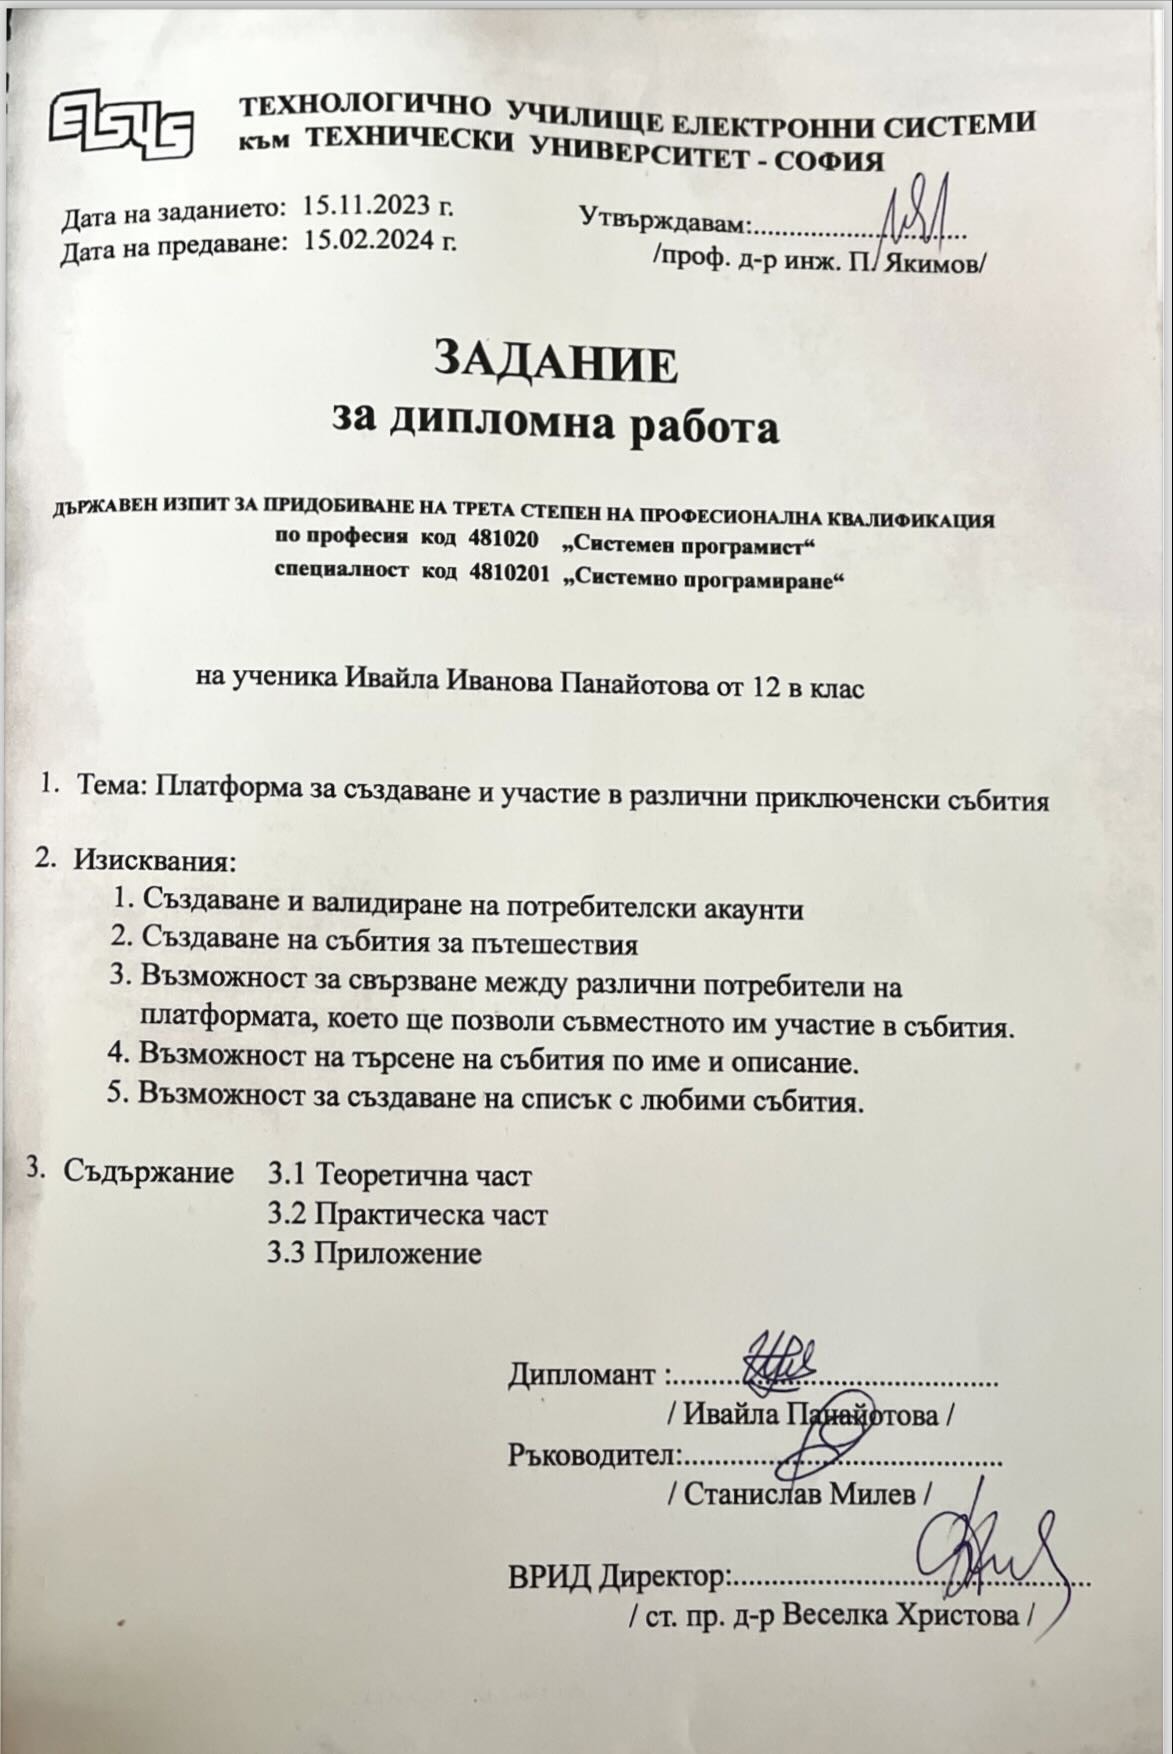 elsys
ТЕХНОЛОГИЧНО УЧИЛИЩЕ ЕЛЕКТРОННИ СИСТЕМИ
към ТЕХНИЧЕСКИ УНИВЕРСИТЕТ - СОФИЯ
Дата на заданието: 15.11.2023 г.
Дата на предаване: 15.02.2024 г.
Утвърждавам:..............................
/проф. д-р инж. П. Якимов/
ЗАДАНИЕ
за дипломна работа
ДЪРЖАВЕН ИЗПИТ ЗА ПРИДОБИВАНЕ НА ТРЕТА СТЕПЕН НА ПРОФЕСИОНАЛНА КВАЛИФИКАЦИЯ
по професия код 481020 „Системен програмист“
специалност код 4810201 „Системно програмиране“
на ученика Ивайла Иванова Панайотова от 12 в клас
1. Тема: Платформа за създаване и участие в различни приключенски събития
2. Изисквания:
1. Създаване и валидиране на потребителски акаунти
2. Създаване на събития за пътешествия
3. Възможност за свързване между различни потребители на
платформата, което ще позволи съвместното им участие в събития.
4. Възможност на търсене на събития по име и описание.
5. Възможност за създаване на списък с любими събития.
3. Съдържание 3.1 Теоретична част
3.2 Практическа част
3.3 Приложение
Дипломант :............................................
/ Ивайла Панайотова /
Ръководител:...........................................
/ Станислав Милев /
ВРИД Директор:................................................
/ ст. пр. д-р Веселка Христова /